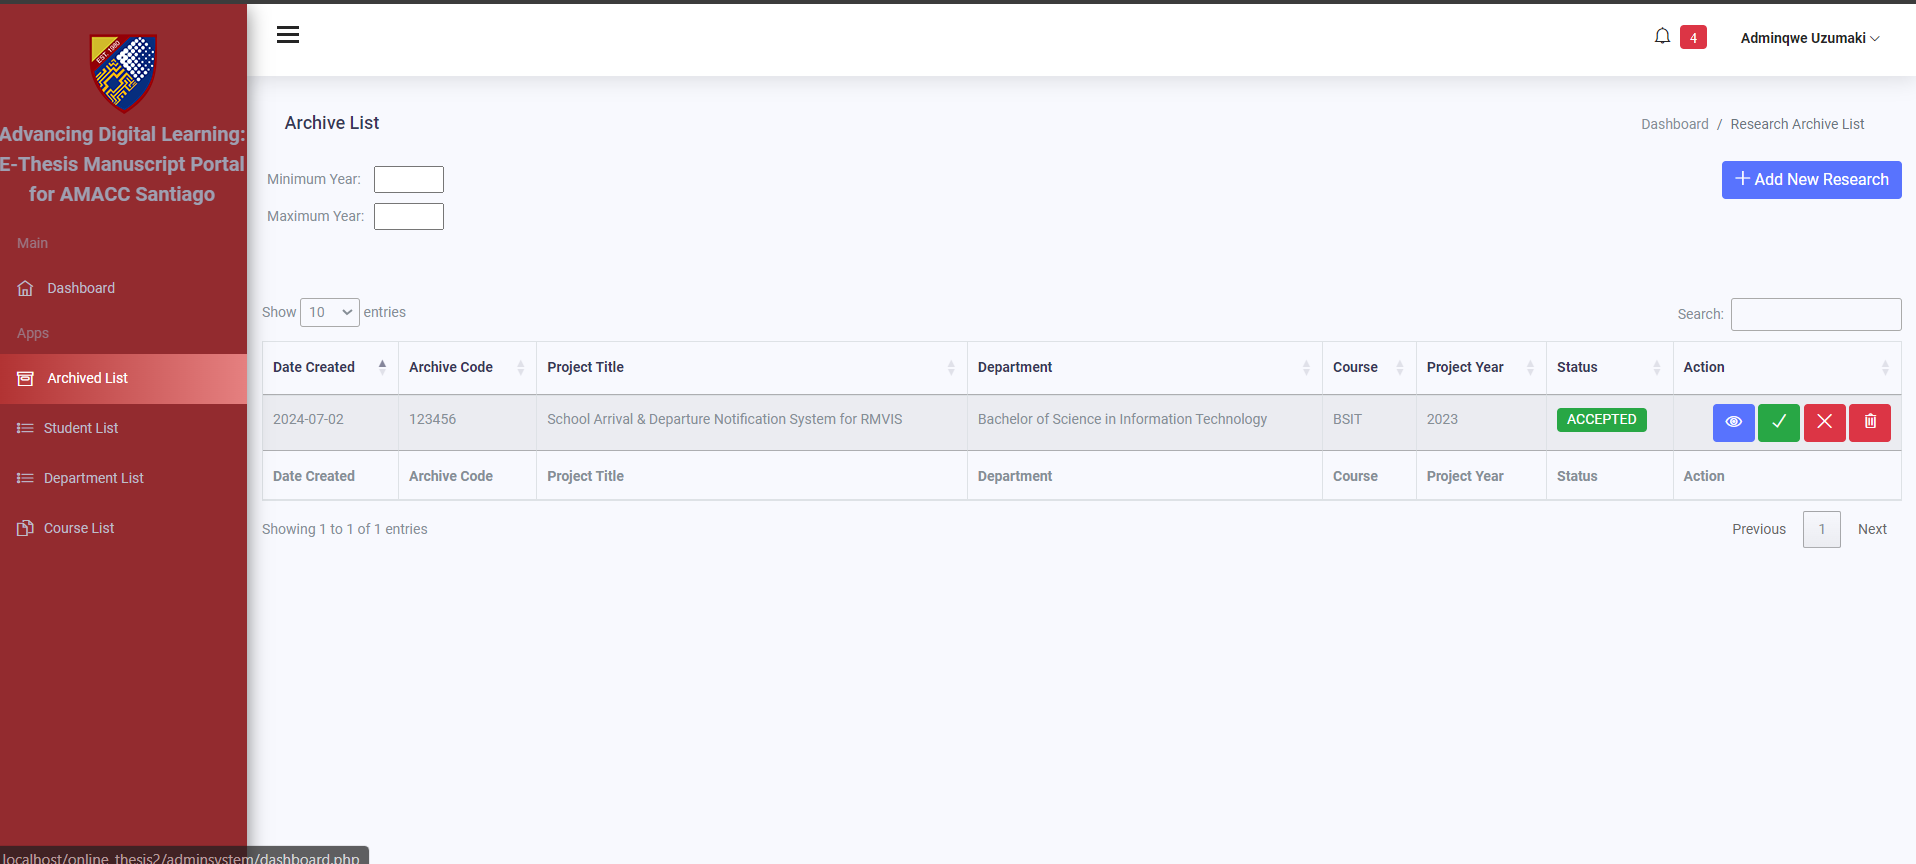 EST. 1980
Advancing Digital Learning:
E-Thesis Manuscript Portal
for AMACC Santiago
Main
Dashboard
Apps
Archived List
Student List
Department List
Course List
4
Adminqwe Uzumaki
Archive List
Dashboard / Research Archive List
Minimum Year:
Maximum Year:
Add New Research
Show 10 entries
Search:
Date Created Archive Code Project Title Department Course Project Year Status Action
2024-07-02 123456 School Arrival & Departure Notification System for RMVIS Bachelor of Science in Information Technology BSIT 2023 ACCEPTED
Date Created Archive Code Project Title Department Course Project Year Status Action
Showing 1 to 1 of 1 entries
Previous 1 Next
localhost/online_thesis2/adminsystem/dashboard.php